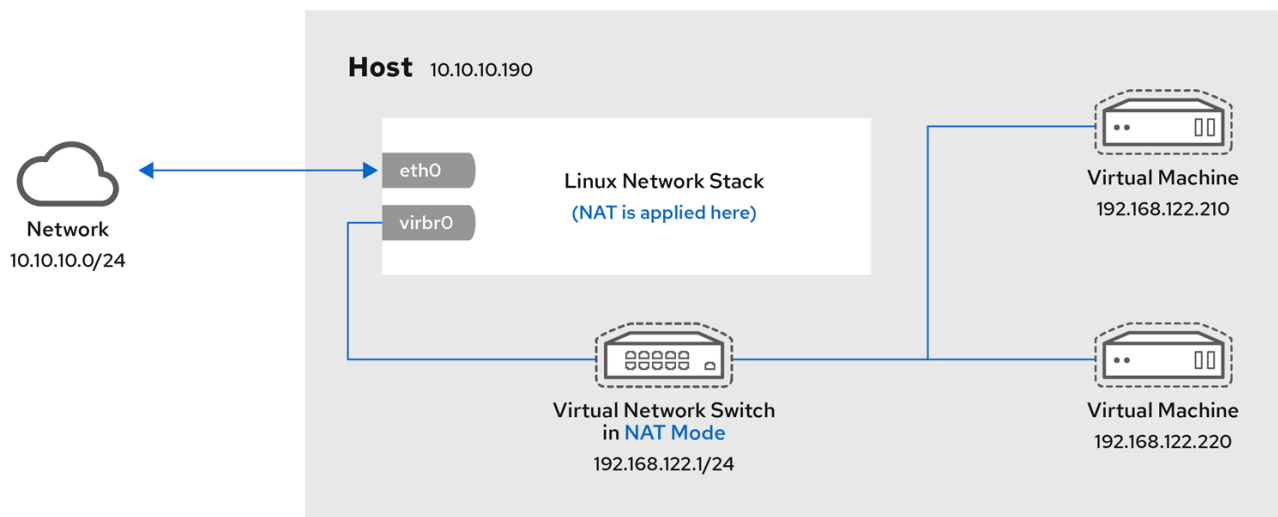 Host 10.10.10.190
eth0
Linux Network Stack
(NAT is applied here)
virbr0
Network
10.10.10.0/24
Virtual Machine
192.168.122.210
Virtual Network Switch
in NAT Mode
192.168.122.1/24
Virtual Machine
192.168.122.220